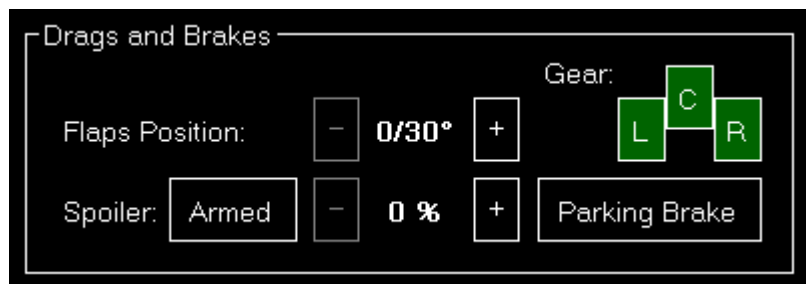 Drags and Brakes
Gear:
C
L R
Flaps Position: − 0/30° +
Spoiler: Armed − 0 % + Parking Brake